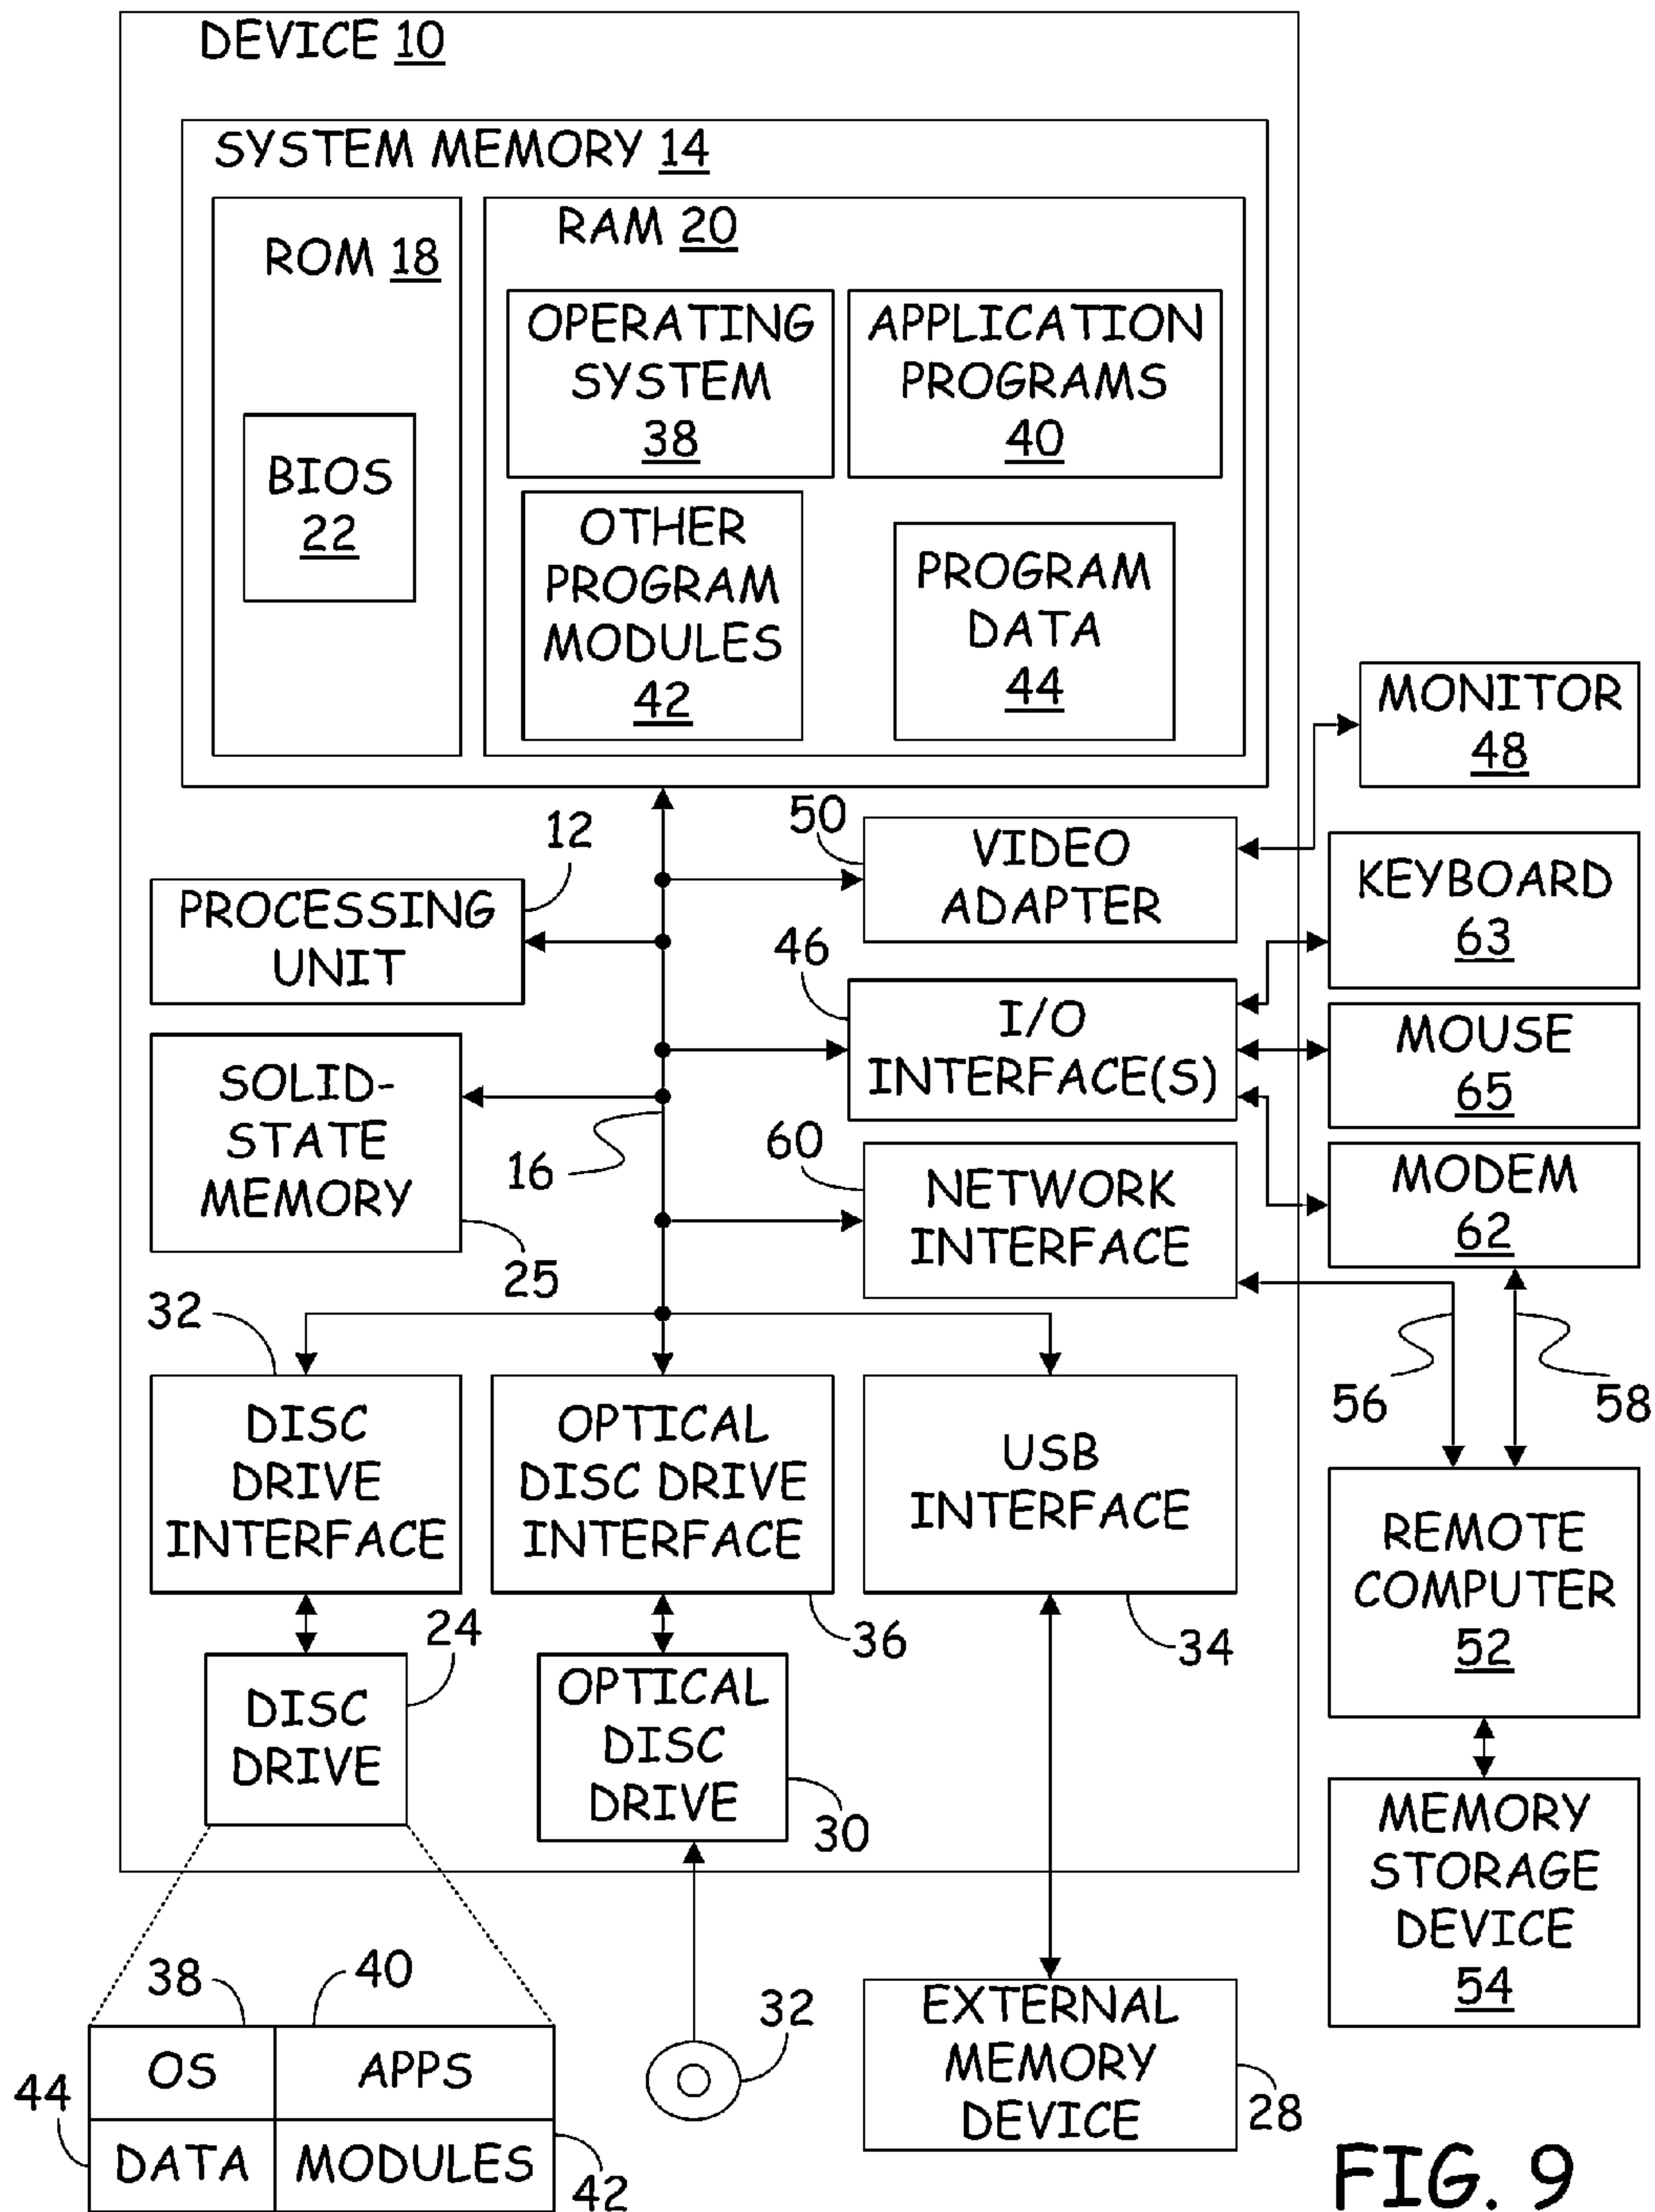 DEVICE 10
SYSTEM MEMORY 14
ROM 18
BIOS
22
RAM 20
OPERATING
SYSTEM
38
APPLICATION
PROGRAMS
40
OTHER
PROGRAM
MODULES
42
PROGRAM
DATA
44
MONITOR
48
12
PROCESSING
UNIT
50
VIDEO
ADAPTER
KEYBOARD
63
46
I/O
INTERFACE(S)
MOUSE
65
SOLID-
STATE
MEMORY
25
16
60
NETWORK
INTERFACE
MODEM
62
56
58
32
DISC
DRIVE
INTERFACE
OPTICAL
DISC DRIVE
INTERFACE
36
USB
INTERFACE
34
REMOTE
COMPUTER
52
24
DISC
DRIVE
OPTICAL
DISC
DRIVE
30
MEMORY
STORAGE
DEVICE
54
38
40
OS
APPS
44
DATA
MODULES
42
32
EXTERNAL
MEMORY
DEVICE
28
FIG. 9